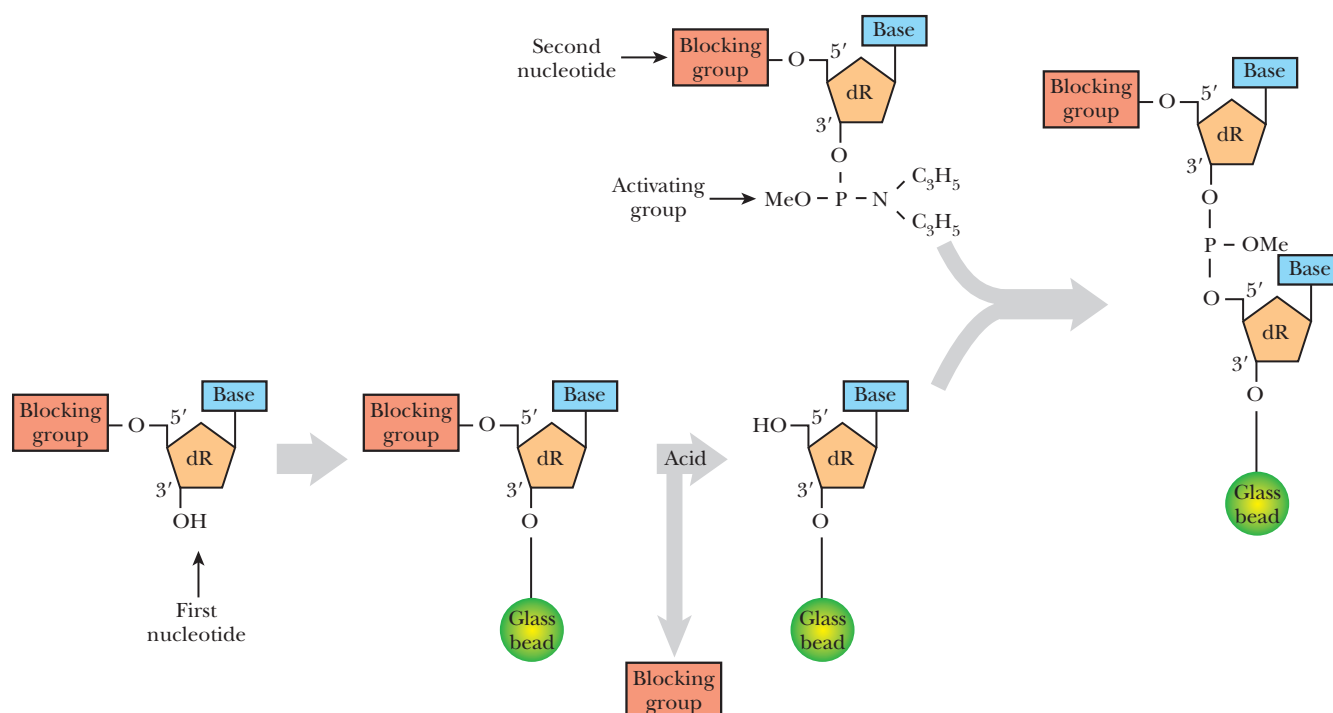 Second
nucleotide
Blocking
group
O
5′
Base
dR
3′
O
Activating
group
MeO – P – N
C₃H₅
C₃H₅
Blocking
group
O
5′
Base
dR
3′
O
P – OMe
O
5′
Base
dR
3′
O
Glass
bead
Blocking
group
O
5′
Base
dR
3′
OH
First
nucleotide
Blocking
group
O
5′
Base
dR
3′
O
Glass
bead
Acid
Blocking
group
HO
5′
Base
dR
3′
O
Glass
bead